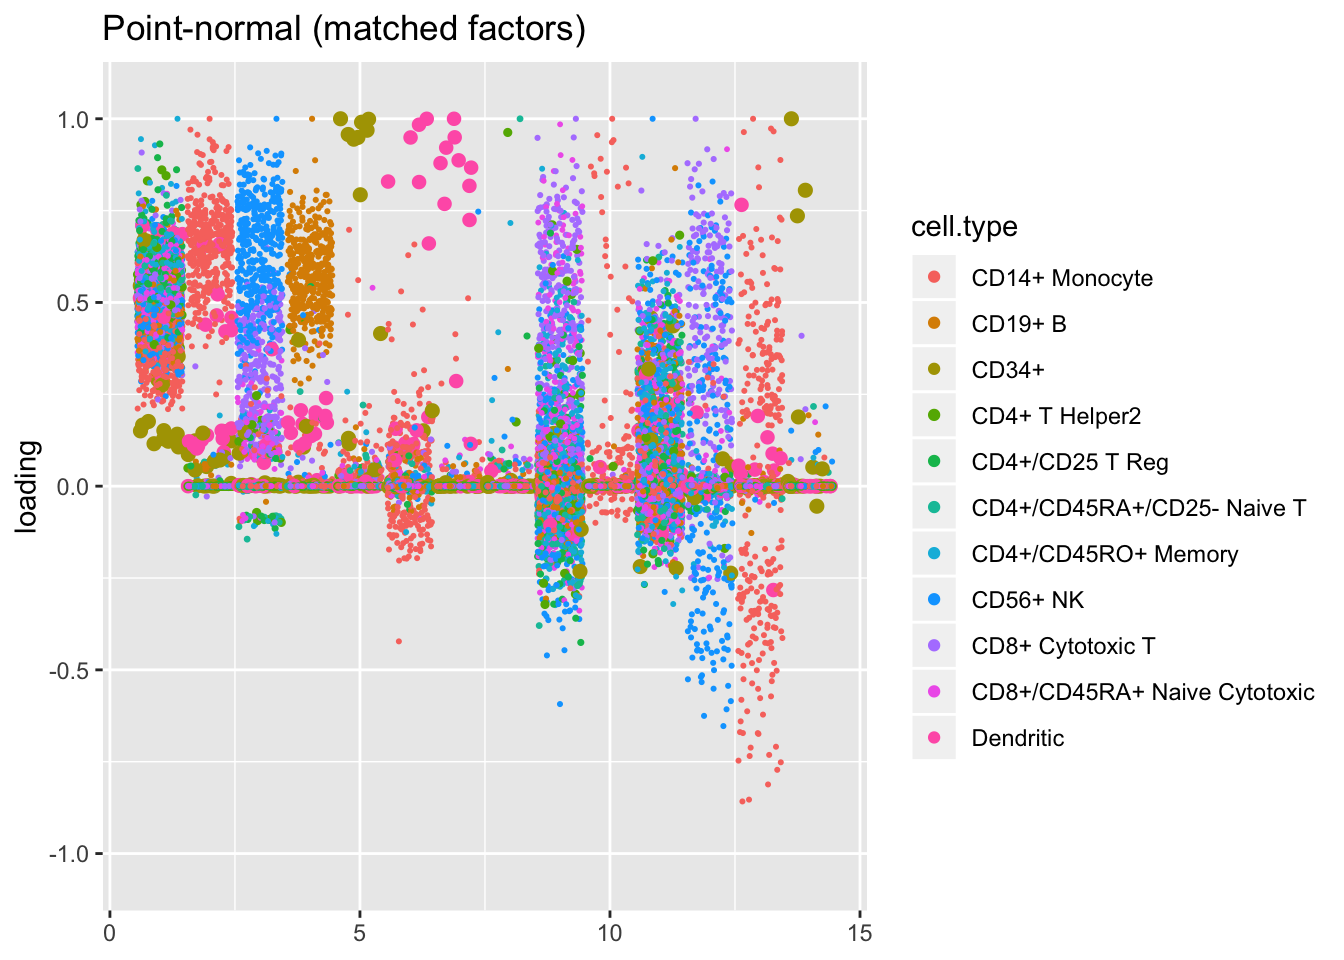 Point-normal (matched factors)
1.0
0.5
0.0
-0.5
-1.0
loading
0
5
10
15
cell.type
CD14+ Monocyte
CD19+ B
CD34+
CD4+ T Helper2
CD4+/CD25 T Reg
CD4+/CD45RA+/CD25- Naive T
CD4+/CD45RO+ Memory
CD56+ NK
CD8+ Cytotoxic T
CD8+/CD45RA+ Naive Cytotoxic
Dendritic